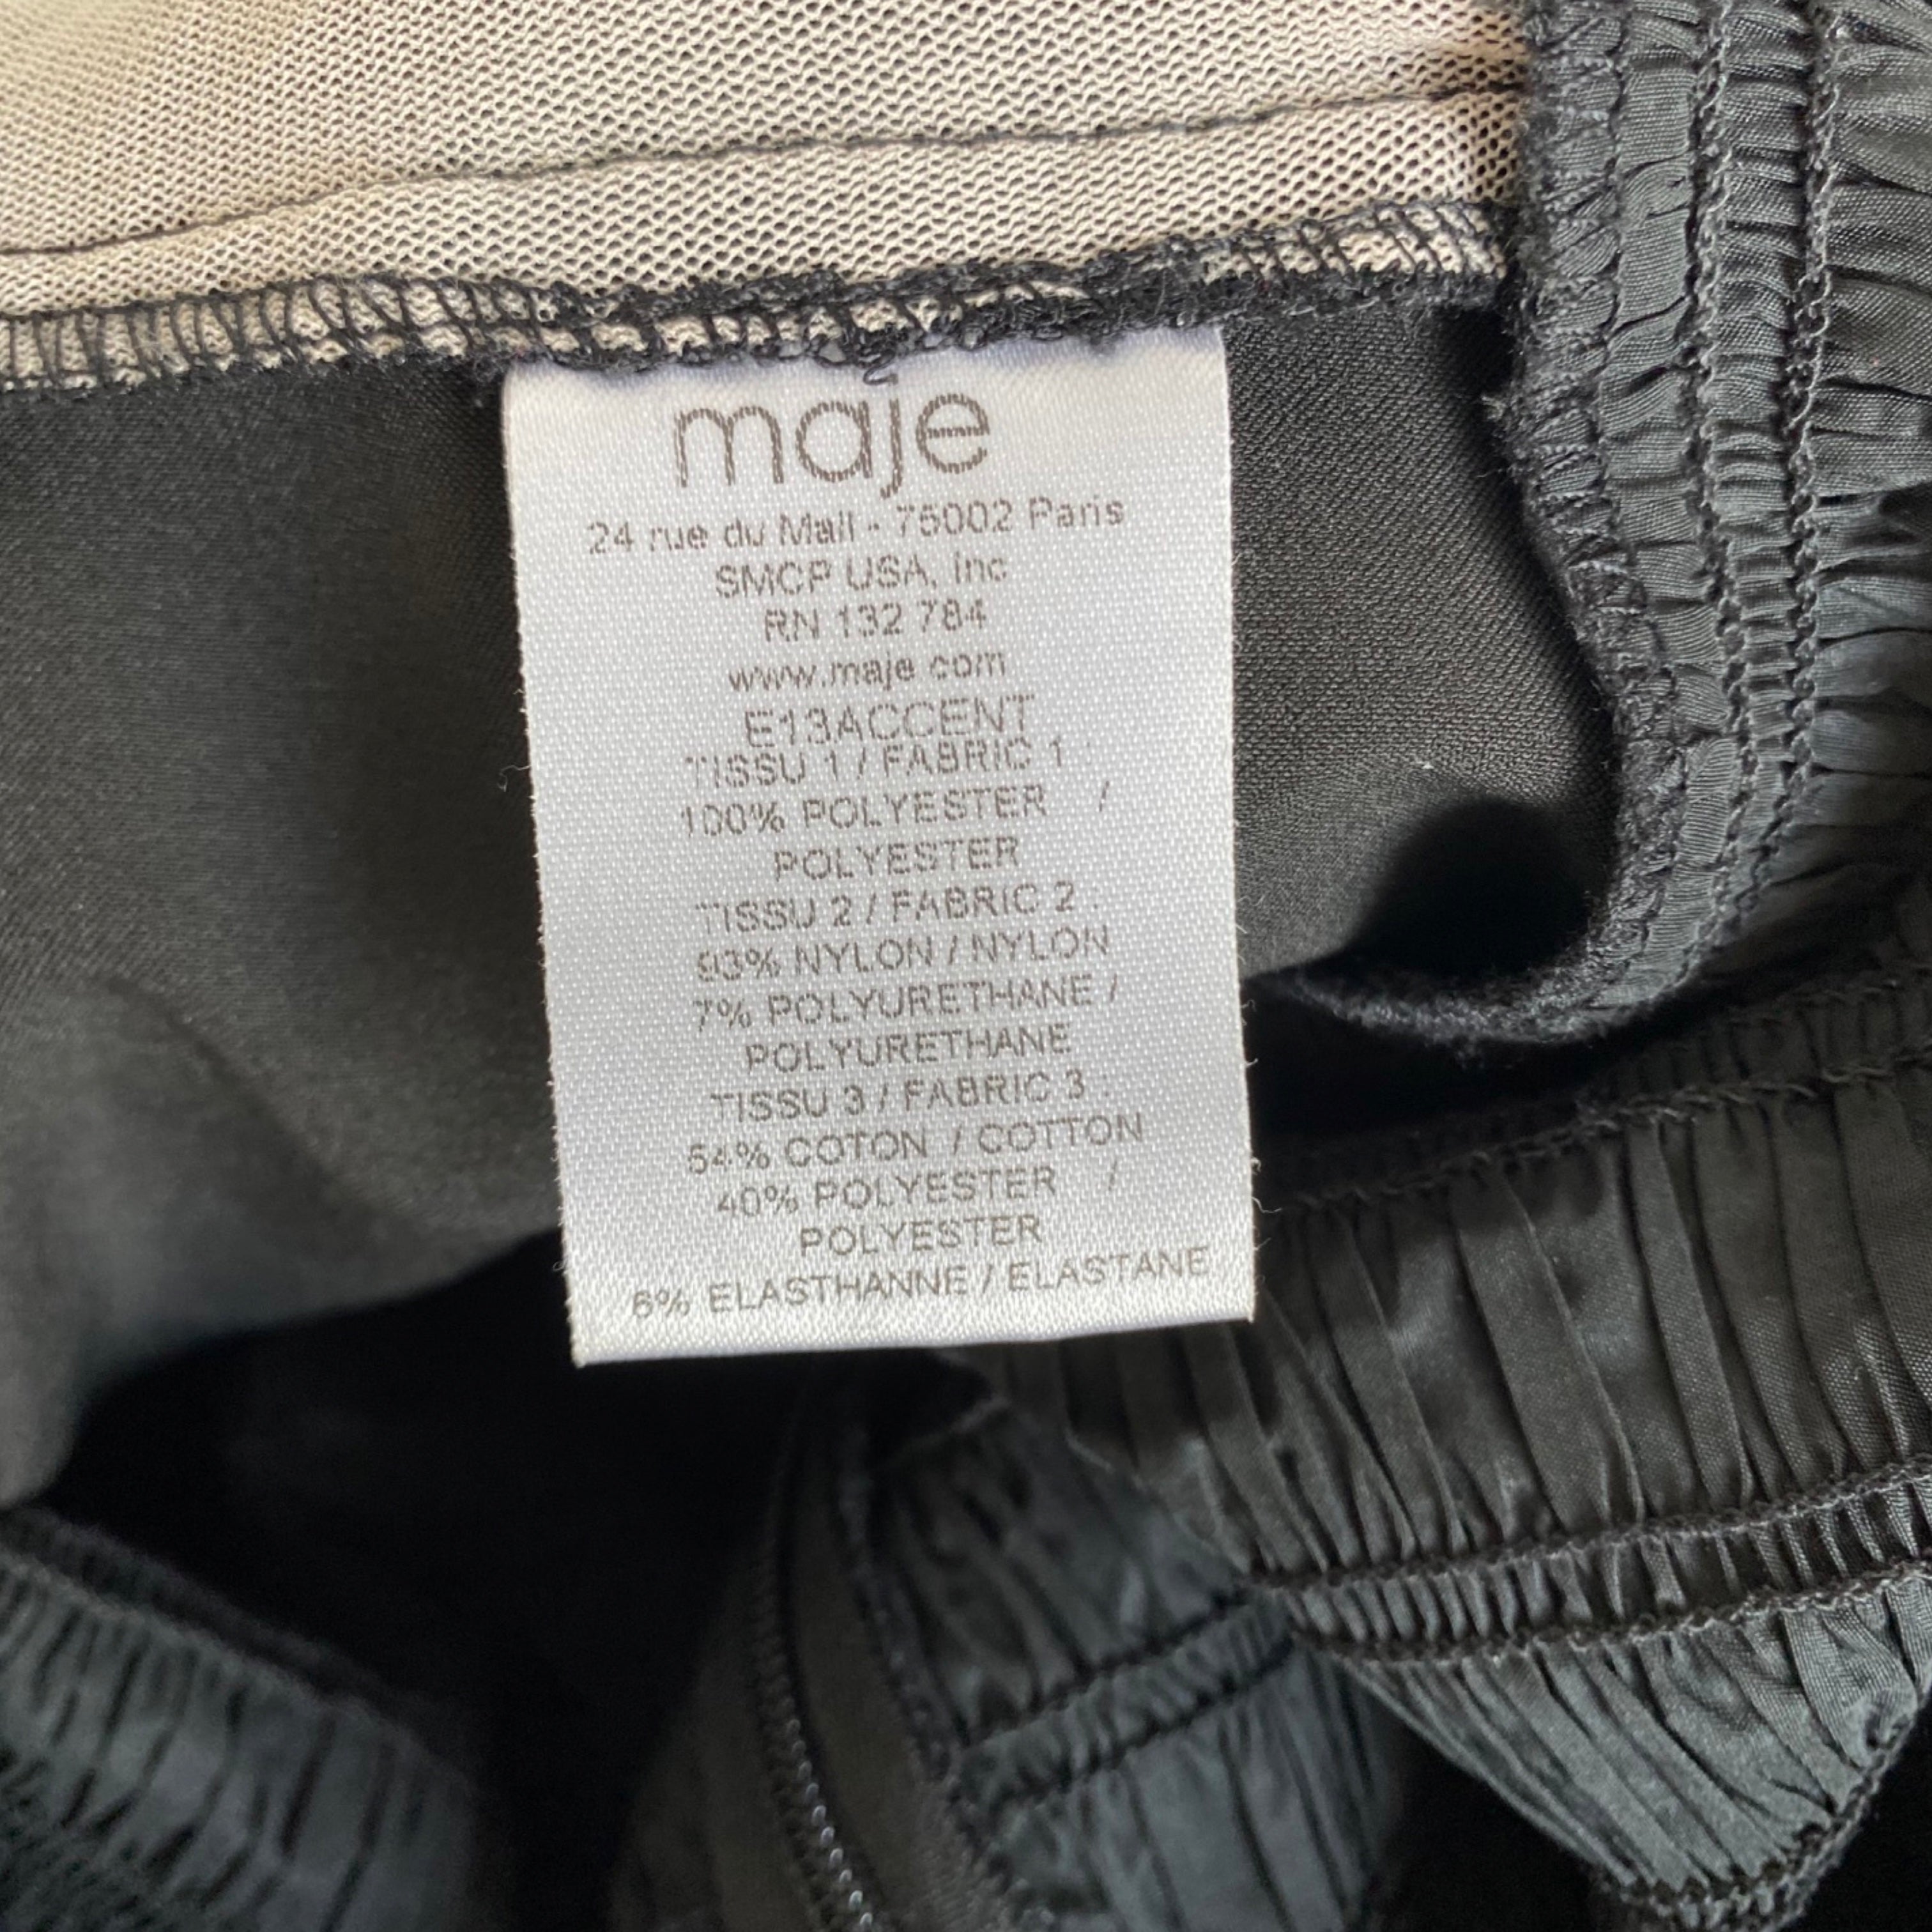 maje
24 rue du Mail - 75002 Paris
SMCP USA, Inc
RN 132 784
www.maje.com
E13ACCENT
TISSU 1 / FABRIC 1 :
100% POLYESTER /
POLYESTER
TISSU 2 / FABRIC 2 :
93% NYLON / NYLON
7% POLYURETHANE /
POLYURETHANE
TISSU 3 / FABRIC 3 :
54% COTON / COTTON
40% POLYESTER /
POLYESTER
6% ELASTHANNE / ELASTANE